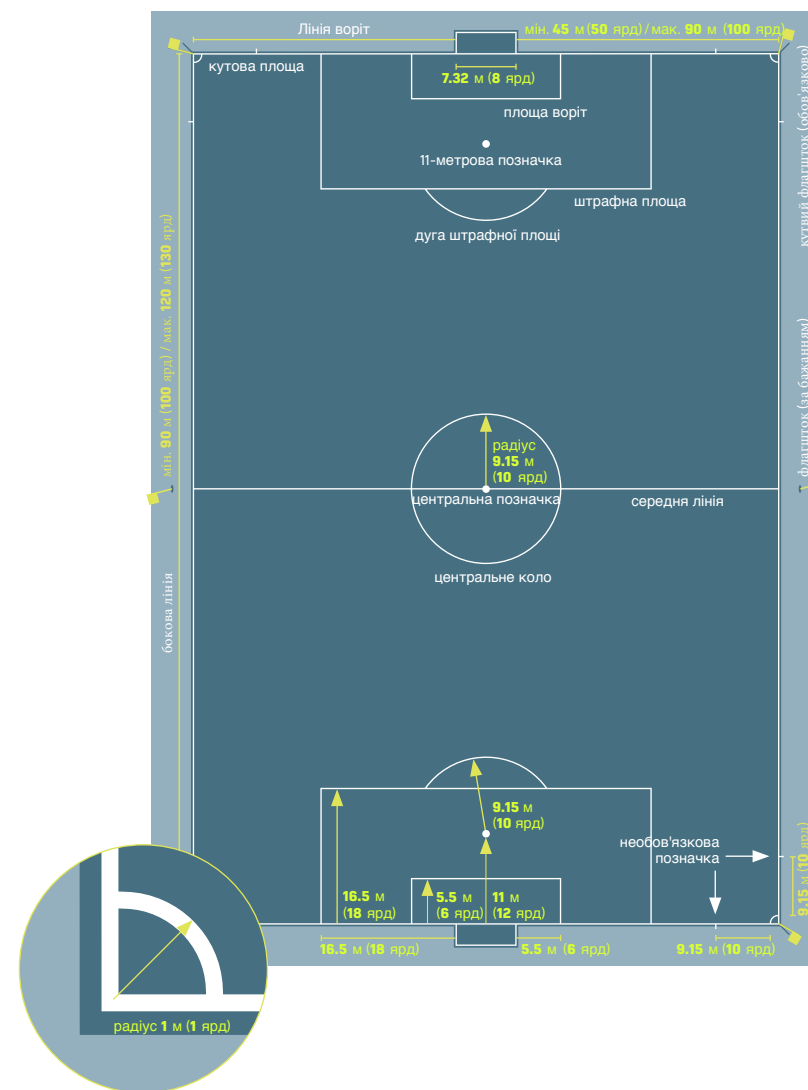 Лінія воріт
мін. 45 м (50 ярд) / мак. 90 м (100 ярд)
кутова площа
7.32 м (8 ярд)
площа воріт
11-метрова позначка
штрафна площа
дуга штрафної площі
кутвий флагшток (обов'язково)
мін. 90 м (100 ярд) / мак. 120 м (130 ярд)
флагшток (за бажанням)
радіус
9.15 м
(10 ярд)
центральна позначка
середня лінія
центральне коло
бокова лінія
9.15 м
(10 ярд)
необов'язкова
позначка
9.15 м (10 ярд)
16.5 м
(18 ярд)
5.5 м
(6 ярд)
11 м
(12 ярд)
16.5 м (18 ярд)
5.5 м (6 ярд)
9.15 м (10 ярд)
радіус 1 м (1 ярд)